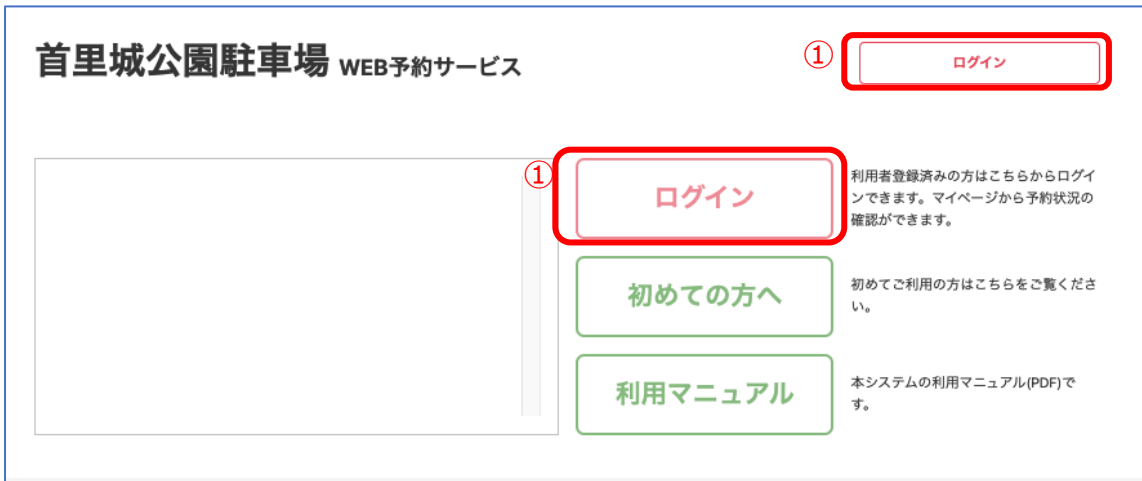 首里城公園駐車場 WEB予約サービス
① ログイン
① ログイン
利用者登録済みの方はこちらからログイ
ンできます。マイページから予約状況の
確認ができます。
初めての方へ
初めてご利用の方はこちらをご覧くださ
い。
利用マニュアル
本システムの利用マニュアル(PDF)で
す。